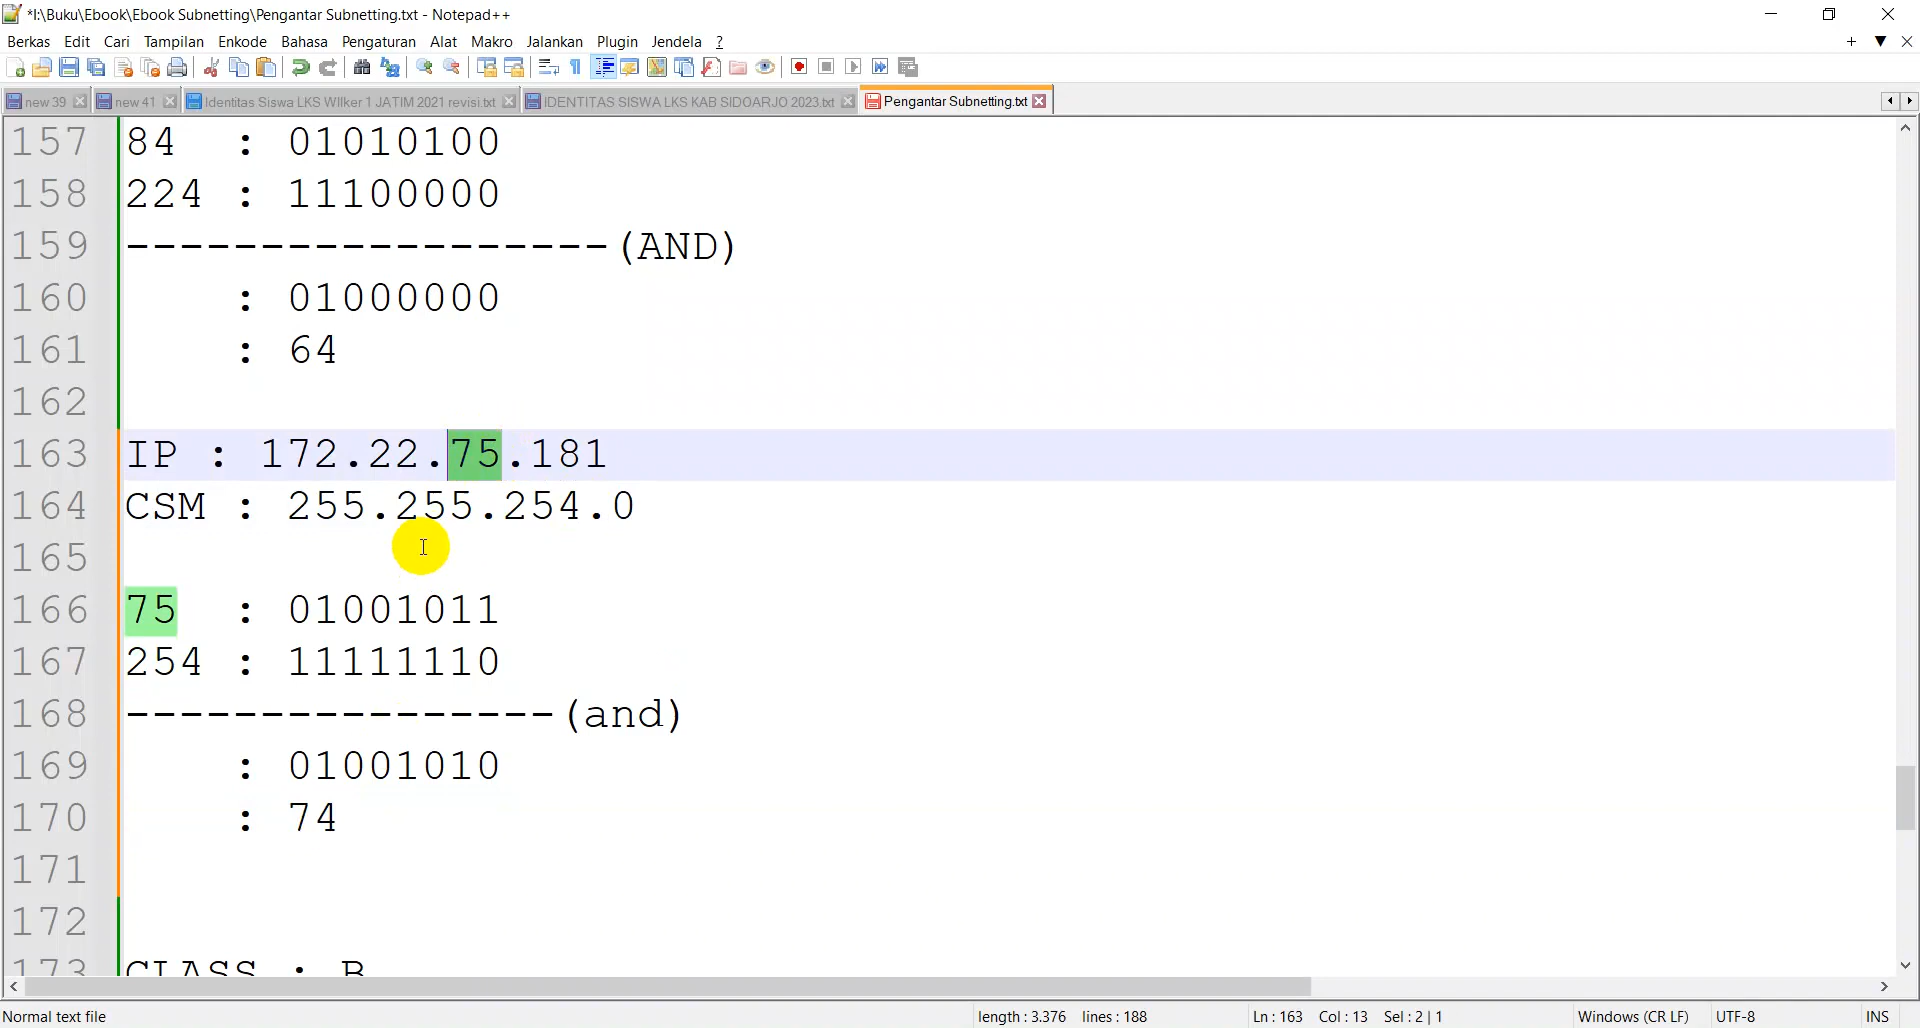 *I:\Buku\Ebook\Ebook Subnetting\Pengantar Subnetting.txt - Notepad++
Berkas Edit Cari Tampilan Enkode Bahasa Pengaturan Alat Makro Jalankan Plugin Jendela ?
new 39 new 41 Identitas Siswa LKS WIlker 1 JATIM 2021 revisi.txt IDENTITAS SISWA LKS KAB SIDOARJO 2023.txt Pengantar Subnetting.txt
157 84 : 01010100
158 224 : 11100000
159 ------------------(AND)
160 : 01000000
161 : 64
162
163 IP : 172.22.75.181
164 CSM : 255.255.254.0
165
166 75 : 01001011
167 254 : 11111110
168 ----------------(and)
169 : 01001010
170 : 74
171
172
173 CLASS : B
Normal text file length : 3.376 lines : 188 Ln : 163 Col : 13 Sel : 2 | 1 Windows (CR LF) UTF-8 INS